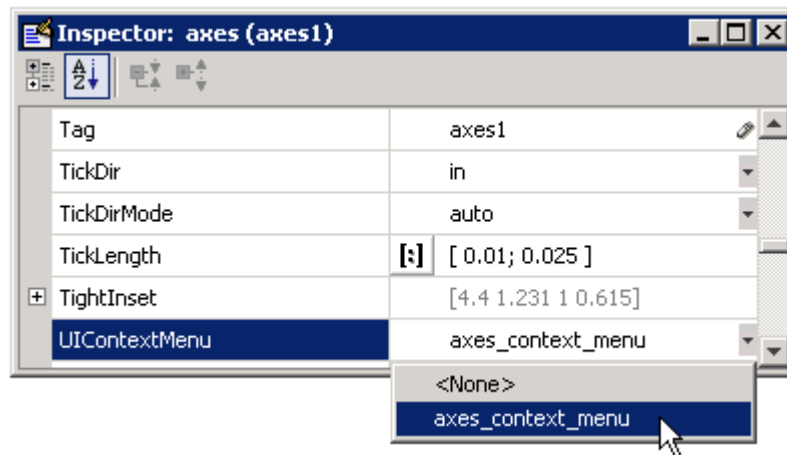 Inspector: axes (axes1)
A
Z
Tag axes1
TickDir in
TickDirMode auto
TickLength [:] [ 0.01; 0.025 ]
TightInset [4.4 1.231 1 0.615]
UIContextMenu axes_context_menu
<None>
axes_context_menu